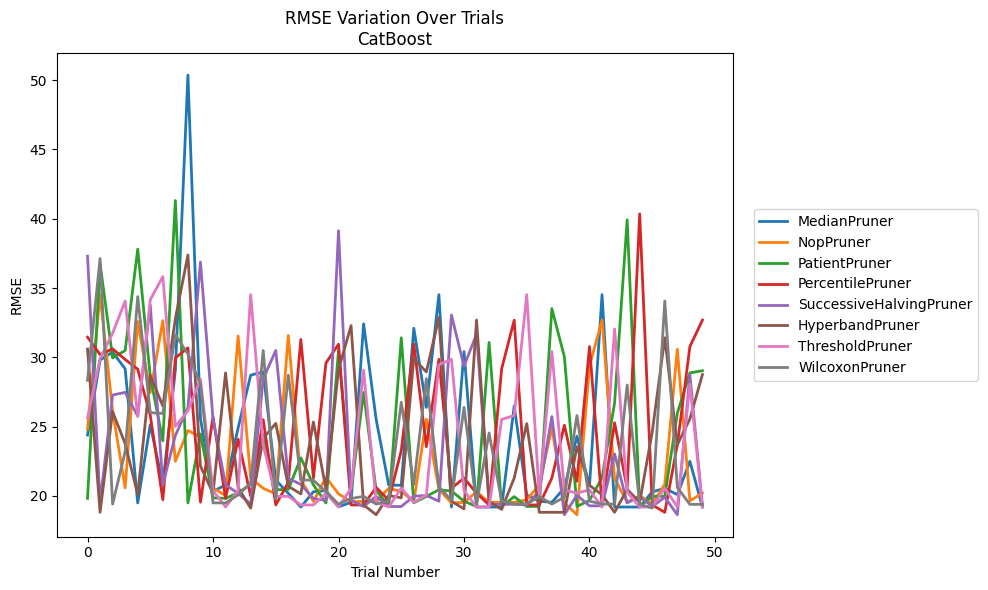 RMSE Variation Over Trials
CatBoost
RMSE
50
45
40
35
30
25
20
0
10
20
30
40
50
Trial Number
MedianPruner
NopPruner
PatientPruner
PercentilePruner
SuccessiveHalvingPruner
HyperbandPruner
ThresholdPruner
WilcoxonPruner